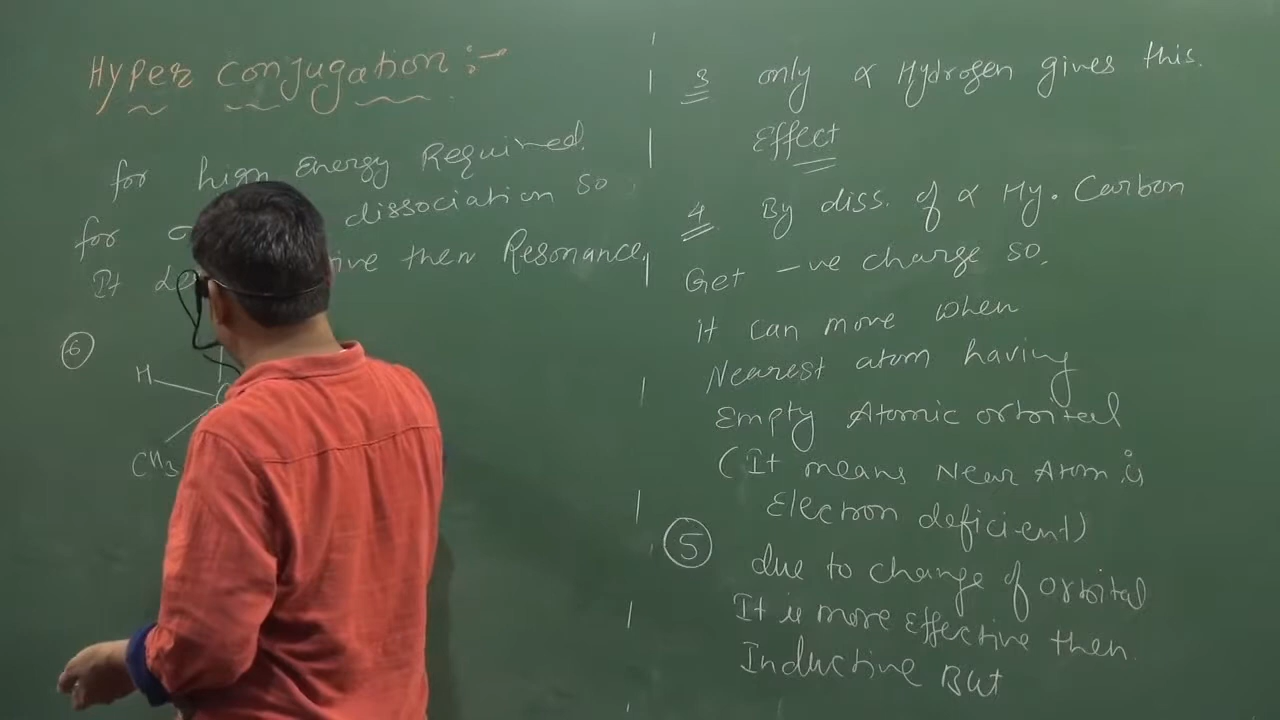 Hyper conjugation :-
for high Energy Required.
for dissociation so
It then Resonance,
6
H
C
CH3
3 only α Hydrogen gives this.
Effect
4 By diss. of α Hy. Carbon
Get -ve charge so,
it can move when
Nearest atom having
Empty Atomic orbital
(It means Near Atom is
Electron deficient)
5 due to change of orbital
It is more Effective then
Inductive But